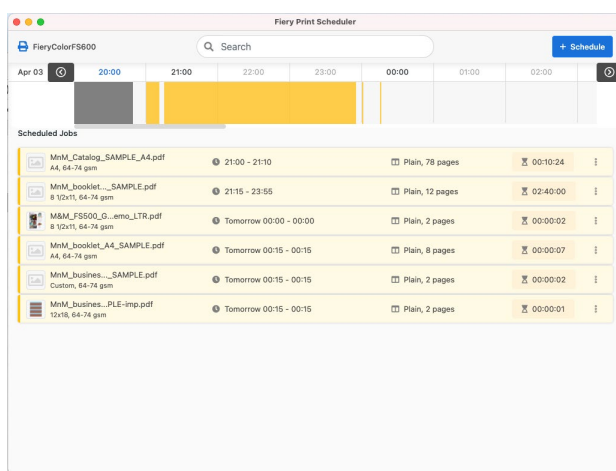 Fiery Print Scheduler
FieryColorFS600
Search
+ Schedule
Apr 03 20:00 21:00 22:00 23:00 00:00 01:00 02:00
Scheduled Jobs
MnM_Catalog_SAMPLE_A4.pdf
A4, 64-74 gsm
21:00 - 21:10
Plain, 78 pages
00:10:24
MnM_booklet..._SAMPLE.pdf
8 1/2x11, 64-74 gsm
21:15 - 23:55
Plain, 12 pages
02:40:00
M&M_FS500_G...emo_LTR.pdf
8 1/2x11, 64-74 gsm
Tomorrow 00:00 - 00:00
Plain, 2 pages
00:00:02
MnM_booklet_A4_SAMPLE.pdf
A4, 64-74 gsm
Tomorrow 00:15 - 00:15
Plain, 8 pages
00:00:07
MnM_busines..._SAMPLE.pdf
Custom, 64-74 gsm
Tomorrow 00:15 - 00:15
Plain, 2 pages
00:00:02
MnM_busines...PLE-imp.pdf
12x18, 64-74 gsm
Tomorrow 00:15 - 00:15
Plain, 2 pages
00:00:01